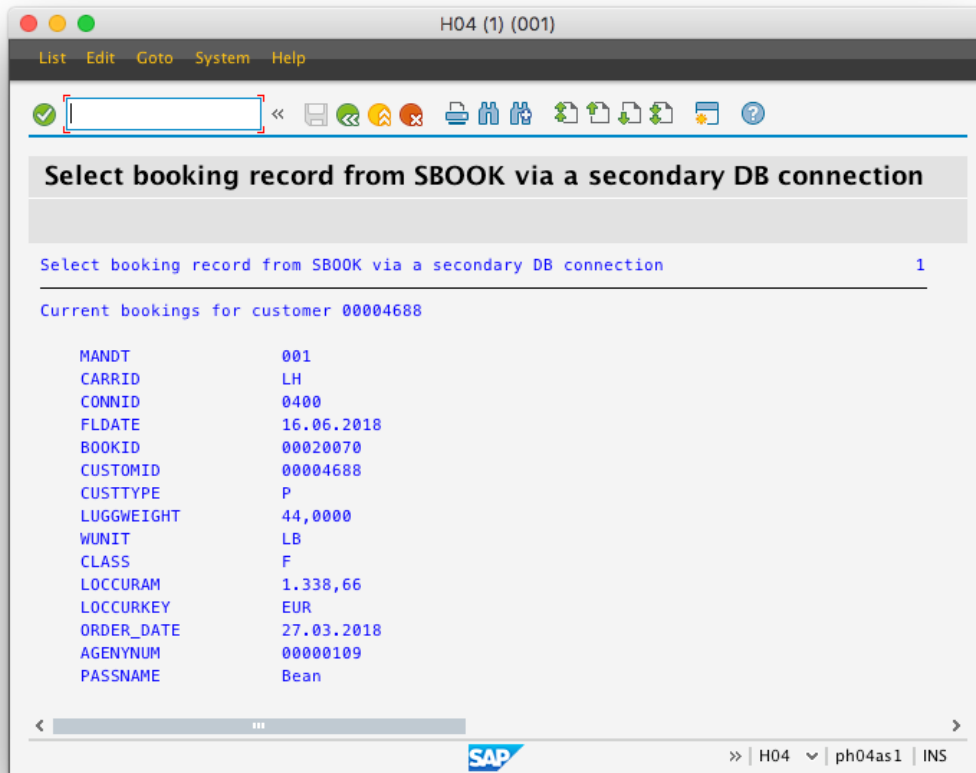 H04 (1) (001)
List Edit Goto System Help
«
Select booking record from SBOOK via a secondary DB connection
Select booking record from SBOOK via a secondary DB connection 1
Current bookings for customer 00004688
MANDT 001
CARRID LH
CONNID 0400
FLDATE 16.06.2018
BOOKID 00020070
CUSTOMID 00004688
CUSTTYPE P
LUGGWEIGHT 44,0000
WUNIT LB
CLASS F
LOCCURAM 1.338,66
LOCCURKEY EUR
ORDER_DATE 27.03.2018
AGENYNUM 00000109
PASSNAME Bean
SAP » H04 ph04as1 INS